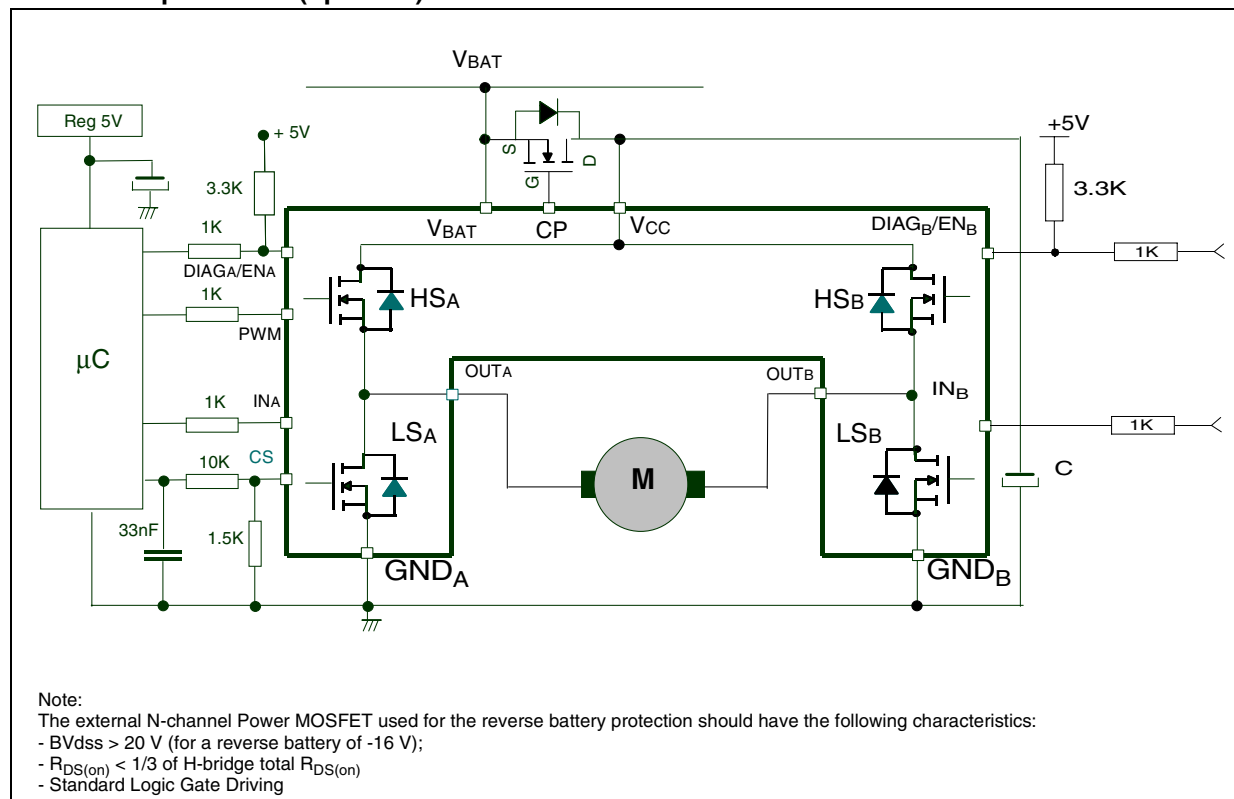 VBAT
Reg 5V
+ 5V
+5V
3.3K
3.3K
S
D
G
1K
VBAT
CP
VCC
DIAGB/ENB
1K
DIAGA/ENA
1K
HSA
HSB
PWM
µC
OUTA
OUTB
INA
INB
1K
1K
LSA
LSB
10K
CS
M
C
33nF
1.5K
GNDA
GNDB
Note:
The external N-channel Power MOSFET used for the reverse battery protection should have the following characteristics:
- BVdss > 20 V (for a reverse battery of -16 V);
- RDS(on) < 1/3 of H-bridge total RDS(on)
- Standard Logic Gate Driving